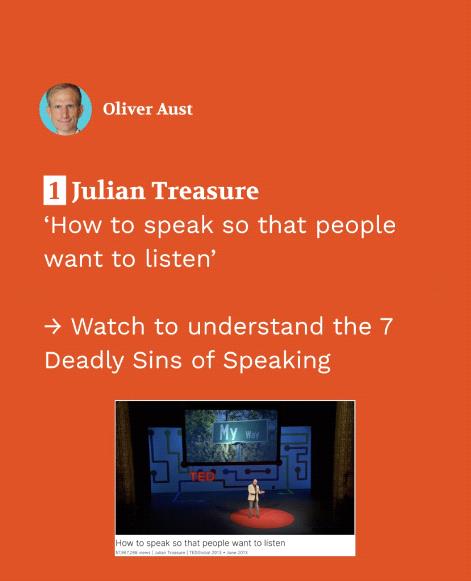 Oliver Aust
1 Julian Treasure
‘How to speak so that people
want to listen’
→ Watch to understand the 7
Deadly Sins of Speaking
My Way
TED
How to speak so that people want to listen
views | Julian Treasure | TEDGlobal 2013 • June 2013